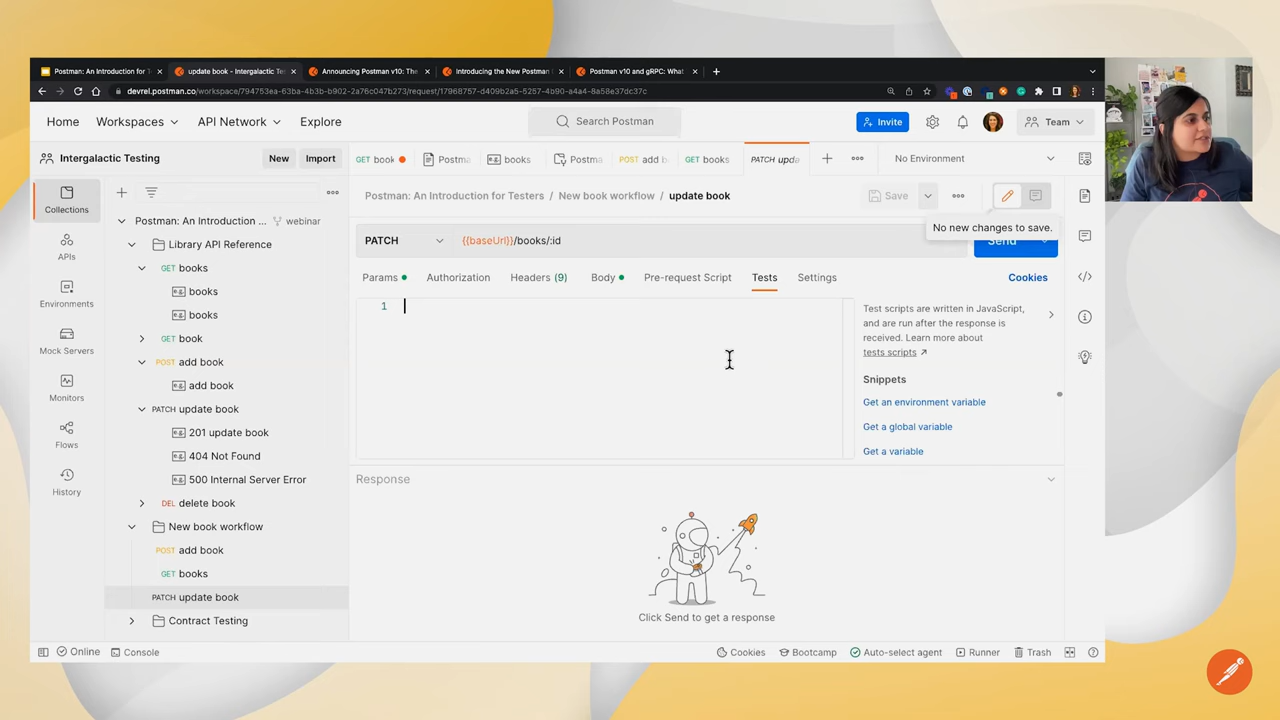 Postman: An Introduction for T
update book - Intergalactic Te
Announcing Postman v10: The
Introducing the New Postman
Postman v10 and gRPC: What
devrel.postman.co/workspace/794753ea-63ba-4b3b-b902-2a76c047b273/request/17968757-d409b2a5-5257-4b90-a4a4-8a58e37dc37c
Home Workspaces API Network Explore Search Postman Invite Team
Intergalactic Testing New Import
GET book Postma books Postma POST add b GET books PATCH upda No Environment
Collections
APIs
Environments
Mock Servers
Monitors
Flows
History
Postman: An Introduction ... webinar
Library API Reference
GET books
books
books
GET book
POST add book
add book
PATCH update book
201 update book
404 Not Found
500 Internal Server Error
DEL delete book
New book workflow
POST add book
GET books
PATCH update book
Contract Testing
Postman: An Introduction for Testers / New book workflow / update book Save
No new changes to save.
PATCH {{baseUrl}}/books/:id Send
Params Authorization Headers (9) Body Pre-request Script Tests Settings Cookies
1
Test scripts are written in JavaScript,
and are run after the response is
received. Learn more about
tests scripts
Snippets
Get an environment variable
Get a global variable
Get a variable
Response
Click Send to get a response
Online Console Cookies Bootcamp Auto-select agent Runner Trash